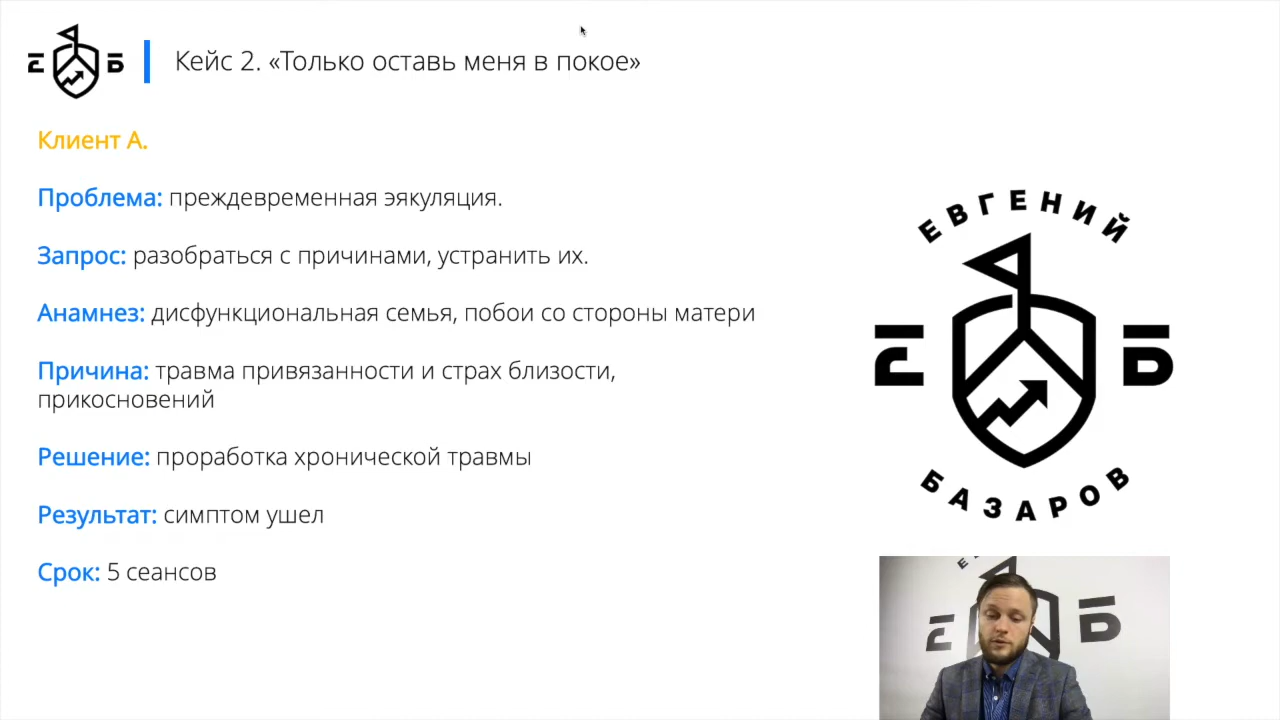 Е Б
Кейс 2. «Только оставь меня в покое»
Клиент А.
Проблема: преждевременная эякуляция.
Запрос: разобраться с причинами, устранить их.
Анамнез: дисфункциональная семья, побои со стороны матери
Причина: травма привязанности и страх близости,
прикосновений
Решение: проработка хронической травмы
Результат: симптом ушел
Срок: 5 сеансов
ЕВГЕНИЙ
Е Б
БАЗАРОВ
Е Б